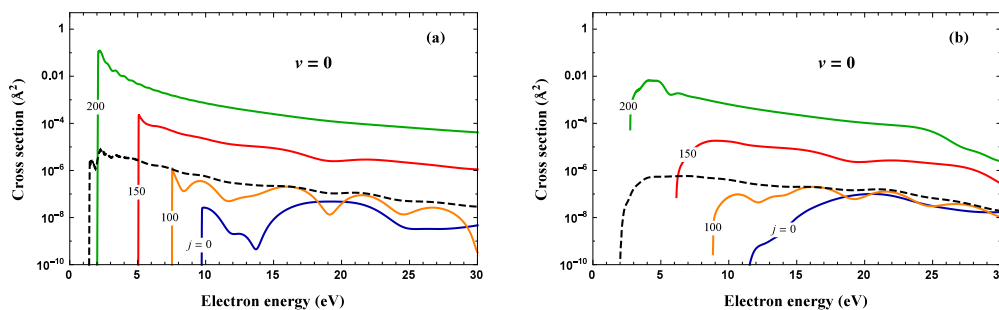 (a)
v = 0
1
0.01
10⁻⁴
10⁻⁶
10⁻⁸
10⁻¹⁰
Cross section (Å²)
200
150
100
j = 0
0 5 10 15 20 25 30
Electron energy (eV)
(b)
v = 0
1
0.01
10⁻⁴
10⁻⁶
10⁻⁸
10⁻¹⁰
Cross section (Å²)
200
150
100
j = 0
0 5 10 15 20 25 30
Electron energy (eV)